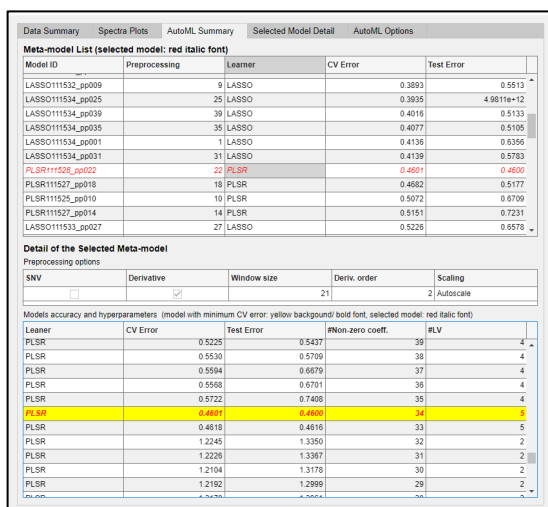 Data Summary Spectra Plots AutoML Summary Selected Model Detail AutoML Options
Meta-model List (selected model: red italic font)
Model ID Preprocessing Learner CV Error Test Error
LASSO111532_pp009 9 LASSO 0.3893 0.5513
LASSO111534_pp025 25 LASSO 0.3935 4.9811e+12
LASSO111534_pp039 39 LASSO 0.4016 0.5133
LASSO111534_pp035 35 LASSO 0.4077 0.5105
LASSO111534_pp001 1 LASSO 0.4136 0.6356
LASSO111534_pp031 31 LASSO 0.4139 0.5783
PLSR111528_pp022 22 PLSR 0.4601 0.4600
PLSR111527_pp018 18 PLSR 0.4682 0.5177
PLSR111525_pp010 10 PLSR 0.5072 0.6709
PLSR111527_pp014 14 PLSR 0.5151 0.7231
LASSO111533_pp027 27 LASSO 0.5226 0.6578
Detail of the Selected Meta-model
Preprocessing options
SNV Derivative Window size Deriv. order Scaling
21 2 Autoscale
Models accuracy and hyperparameters (model with minimum CV error: yellow backgound/ bold font, selected model: red italic font)
Leaner CV Error Test Error #Non-zero coeff. #LV
PLSR 0.5225 0.5437 39 4
PLSR 0.5530 0.5709 38 4
PLSR 0.5594 0.6679 37 4
PLSR 0.5568 0.6701 36 4
PLSR 0.5722 0.7408 35 4
PLSR 0.4601 0.4600 34 5
PLSR 0.4618 0.4616 33 5
PLSR 1.2245 1.3350 32 2
PLSR 1.2226 1.3367 31 2
PLSR 1.2104 1.3178 30 2
PLSR 1.2192 1.2999 29 2